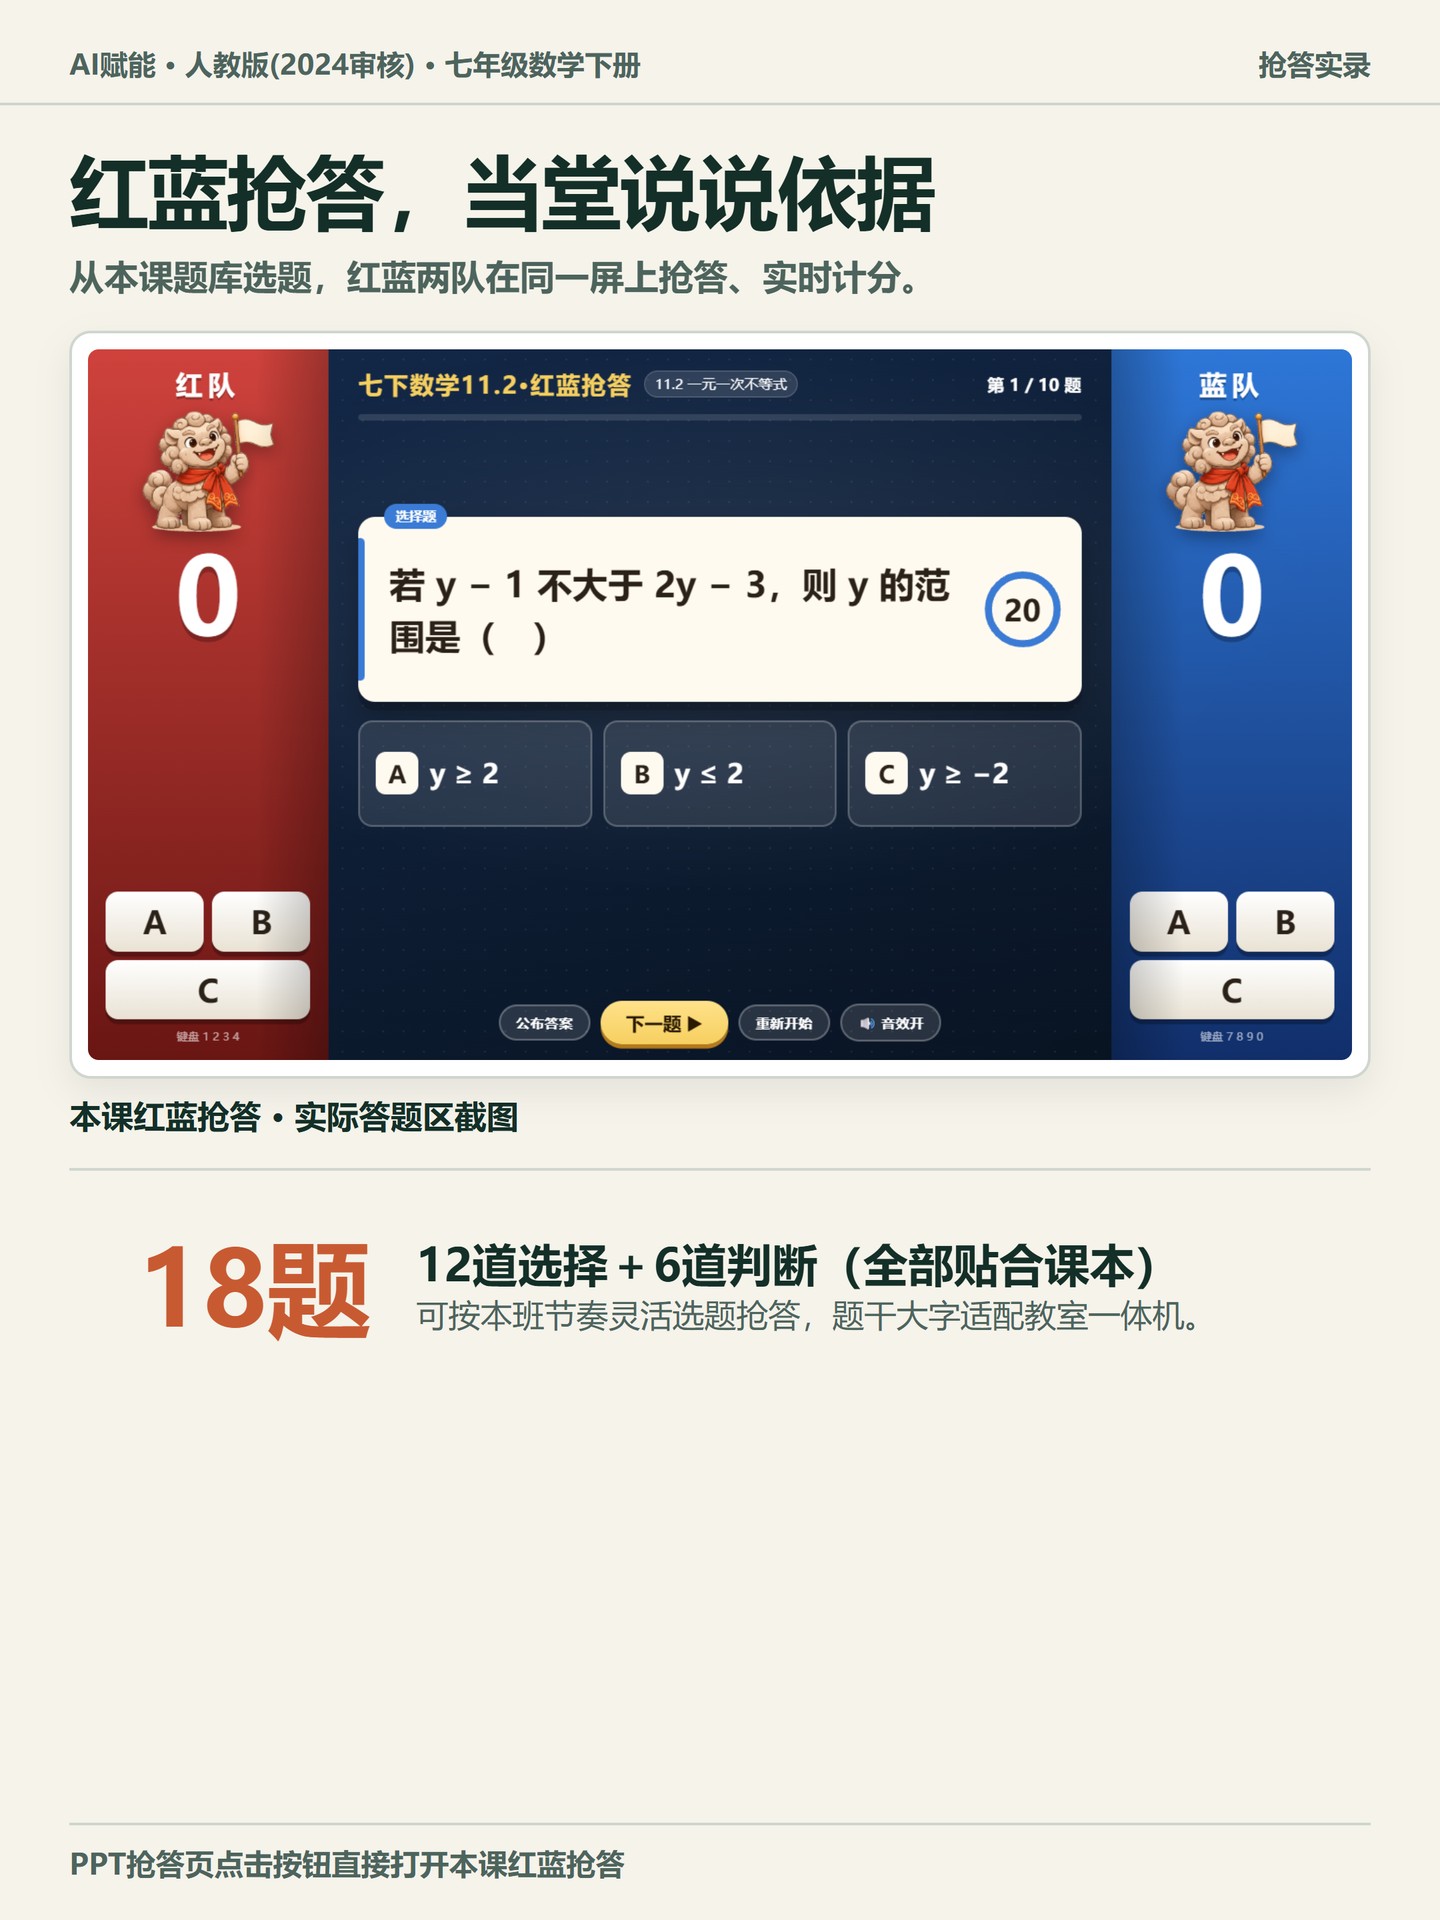 AI赋能 • 人教版(2024审核) • 七年级数学下册
抢答实录
红蓝抢答，当堂说说依据
从本课题库选题，红蓝两队在同一屏上抢答、实时计分。
红队
七下数学11.2•红蓝抢答
11.2 一元一次不等式
第 1 / 10 题
蓝队
0
选择题
若 y － 1 不大于 2y － 3，则 y 的范
围是（　）
20
0
A y ≥ 2
B y ≤ 2
C y ≥ −2
A
B
C
键盘 1 2 3 4
公布答案
下一题 ▶
重新开始
音效开
A
B
C
键盘 7 8 9 0
本课红蓝抢答 • 实际答题区截图
18题
12道选择＋6道判断（全部贴合课本）
可按本班节奏灵活选题抢答，题干大字适配教室一体机。
PPT抢答页点击按钮直接打开本课红蓝抢答